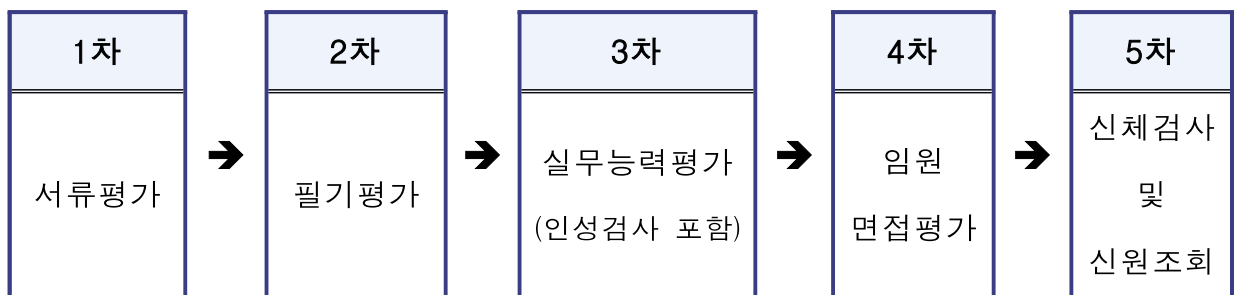 1차
서류평가
2차
필기평가
3차
실무능력평가
(인성검사 포함)
4차
임원
면접평가
5차
신체검사
및
신원조회